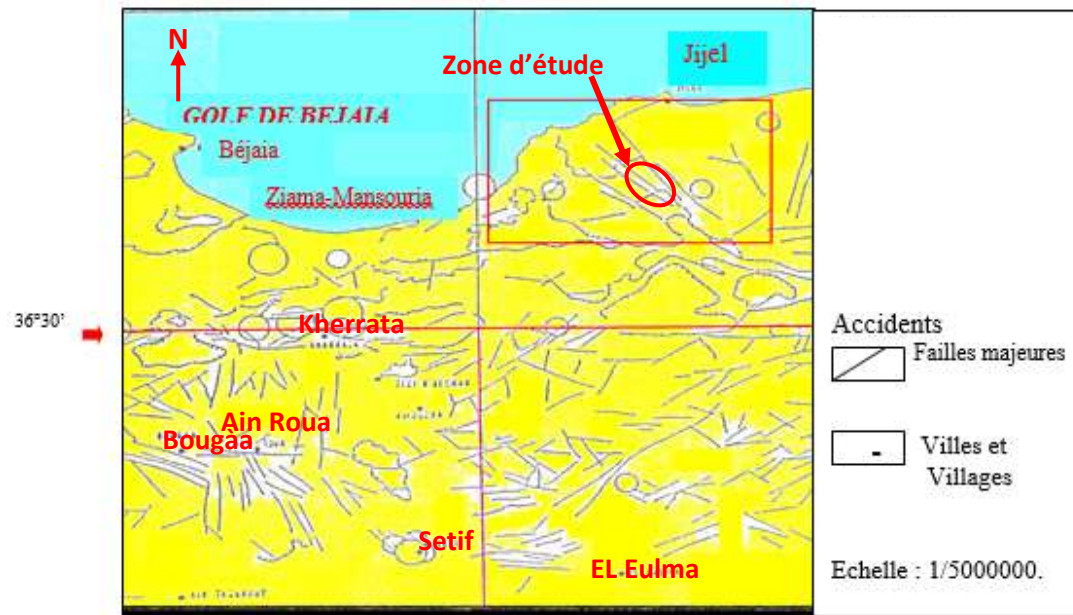 N
Zone d'étude
Jijel
GOLF DE BEJAIA
Béjaia
Ziama-Mansouria
36°30'
Kherrata
Ain Roua
Bougàa
Setif
EL Eulma
Accidents
Failles majeures
Villes et
Villages
Echelle : 1/5000000.